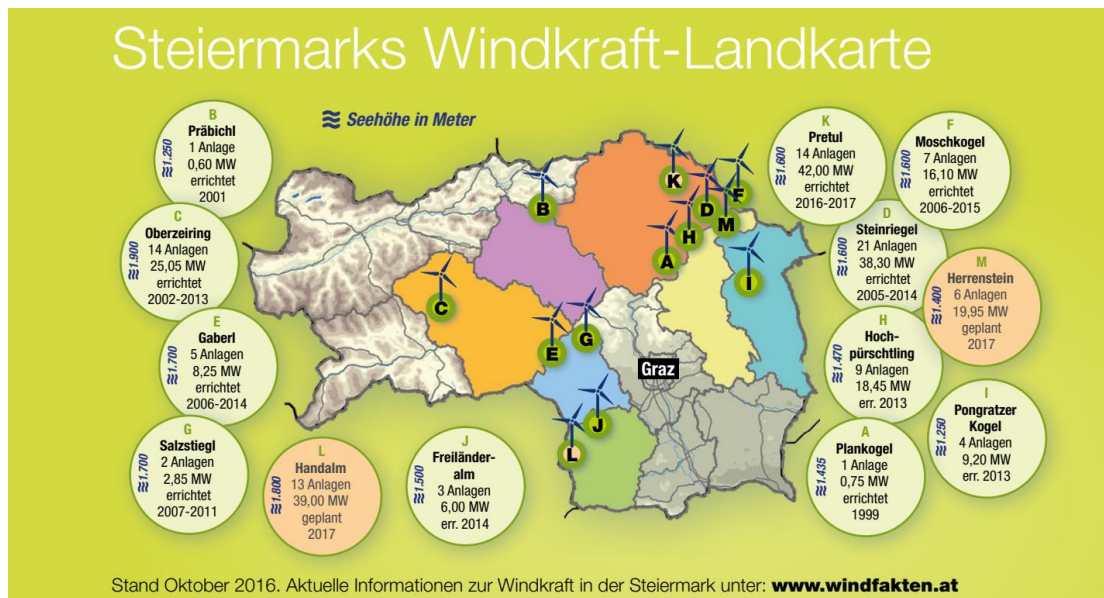 Steiermarks Windkraft-Landkarte
≈ Seehöhe in Meter
B
Präbichl
1 Anlage
0,60 MW
errichtet
2001
≈1.250
C
Oberzeiring
14 Anlagen
25,05 MW
errichtet
2002-2013
≈1.900
E
Gaberl
5 Anlagen
8,25 MW
errichtet
2006-2014
≈1.700
G
Salzstiegl
2 Anlagen
2,85 MW
errichtet
2007-2011
≈1.700
L
Handalm
13 Anlagen
39,00 MW
geplant
2017
≈1.800
J
Freiländer-
alm
3 Anlagen
6,00 MW
err. 2014
≈1.500
K
Pretul
14 Anlagen
42,00 MW
errichtet
2016-2017
≈1.600
F
Moschkogel
7 Anlagen
16,10 MW
errichtet
2006-2015
≈1.600
D
Steinriegel
21 Anlagen
38,30 MW
errichtet
2005-2014
≈1.600
M
Herrenstein
6 Anlagen
19,95 MW
geplant
2017
≈1.400
H
Hoch-
pürschtling
9 Anlagen
18,45 MW
err. 2013
≈1.470
I
Pongratzer
Kogel
4 Anlagen
9,20 MW
err. 2013
≈1.250
A
Plankogel
1 Anlage
0,75 MW
errichtet
1999
≈1.435
K
F
B
D
M
H
A
I
C
G
E
Graz
J
L
Stand Oktober 2016. Aktuelle Informationen zur Windkraft in der Steiermark unter: www.windfakten.at